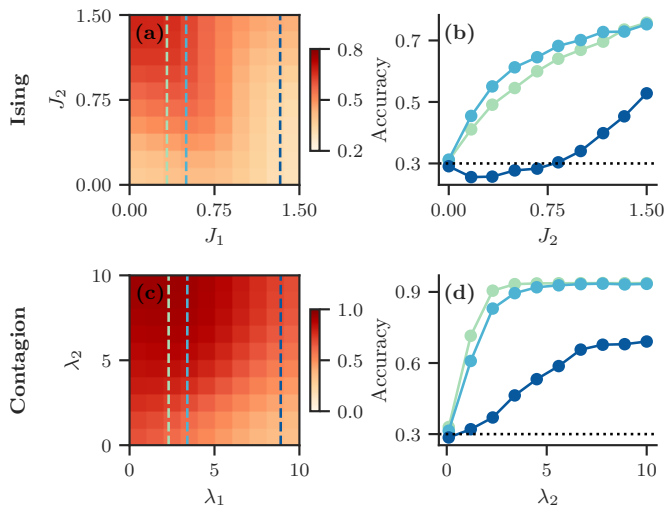 Ising
(a)
J₂
1.50
0.75
0.00
0.00 0.75 1.50
J₁
0.8
0.5
0.2
(b)
Accuracy
0.7
0.5
0.3
0.00 0.75 1.50
J₂
Contagion
(c)
λ₂
10
5
0
0 5 10
λ₁
1.0
0.5
0.0
(d)
Accuracy
0.9
0.6
0.3
0 5 10
λ₂